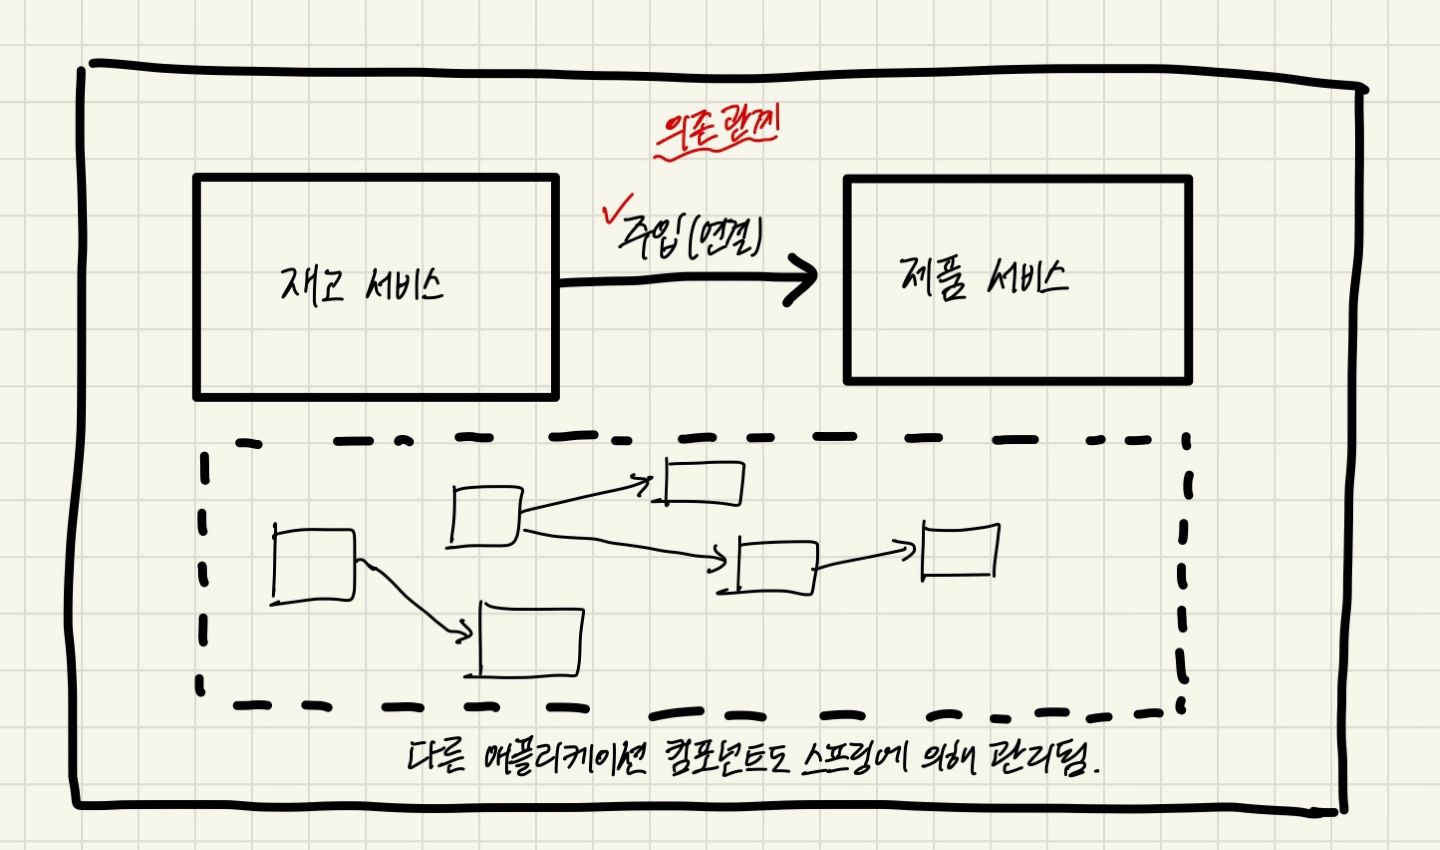 의존 관계
✓주입(연결)
재고 서비스
제품 서비스
다른 애플리케이션 컴포넌트도 스프링에 의해 관리됨.